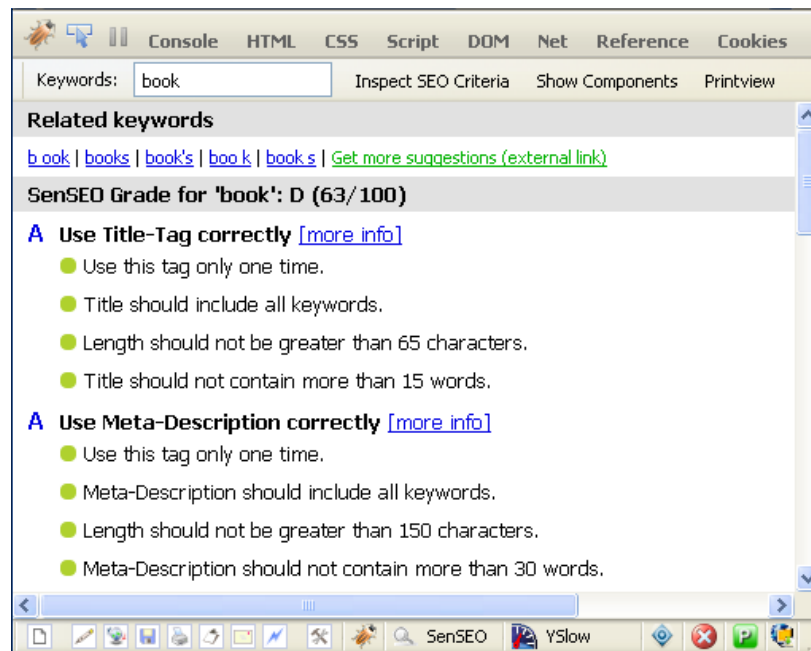 Console HTML CSS Script DOM Net Reference Cookies
Keywords: book Inspect SEO Criteria Show Components Printview
Related keywords
b ook | books | book's | boo k | book s | Get more suggestions (external link)
SenSEO Grade for 'book': D (63/100)
A Use Title-Tag correctly [more info]
Use this tag only one time.
Title should include all keywords.
Length should not be greater than 65 characters.
Title should not contain more than 15 words.
A Use Meta-Description correctly [more info]
Use this tag only one time.
Meta-Description should include all keywords.
Length should not be greater than 150 characters.
Meta-Description should not contain more than 30 words.
SenSEO YSlow P